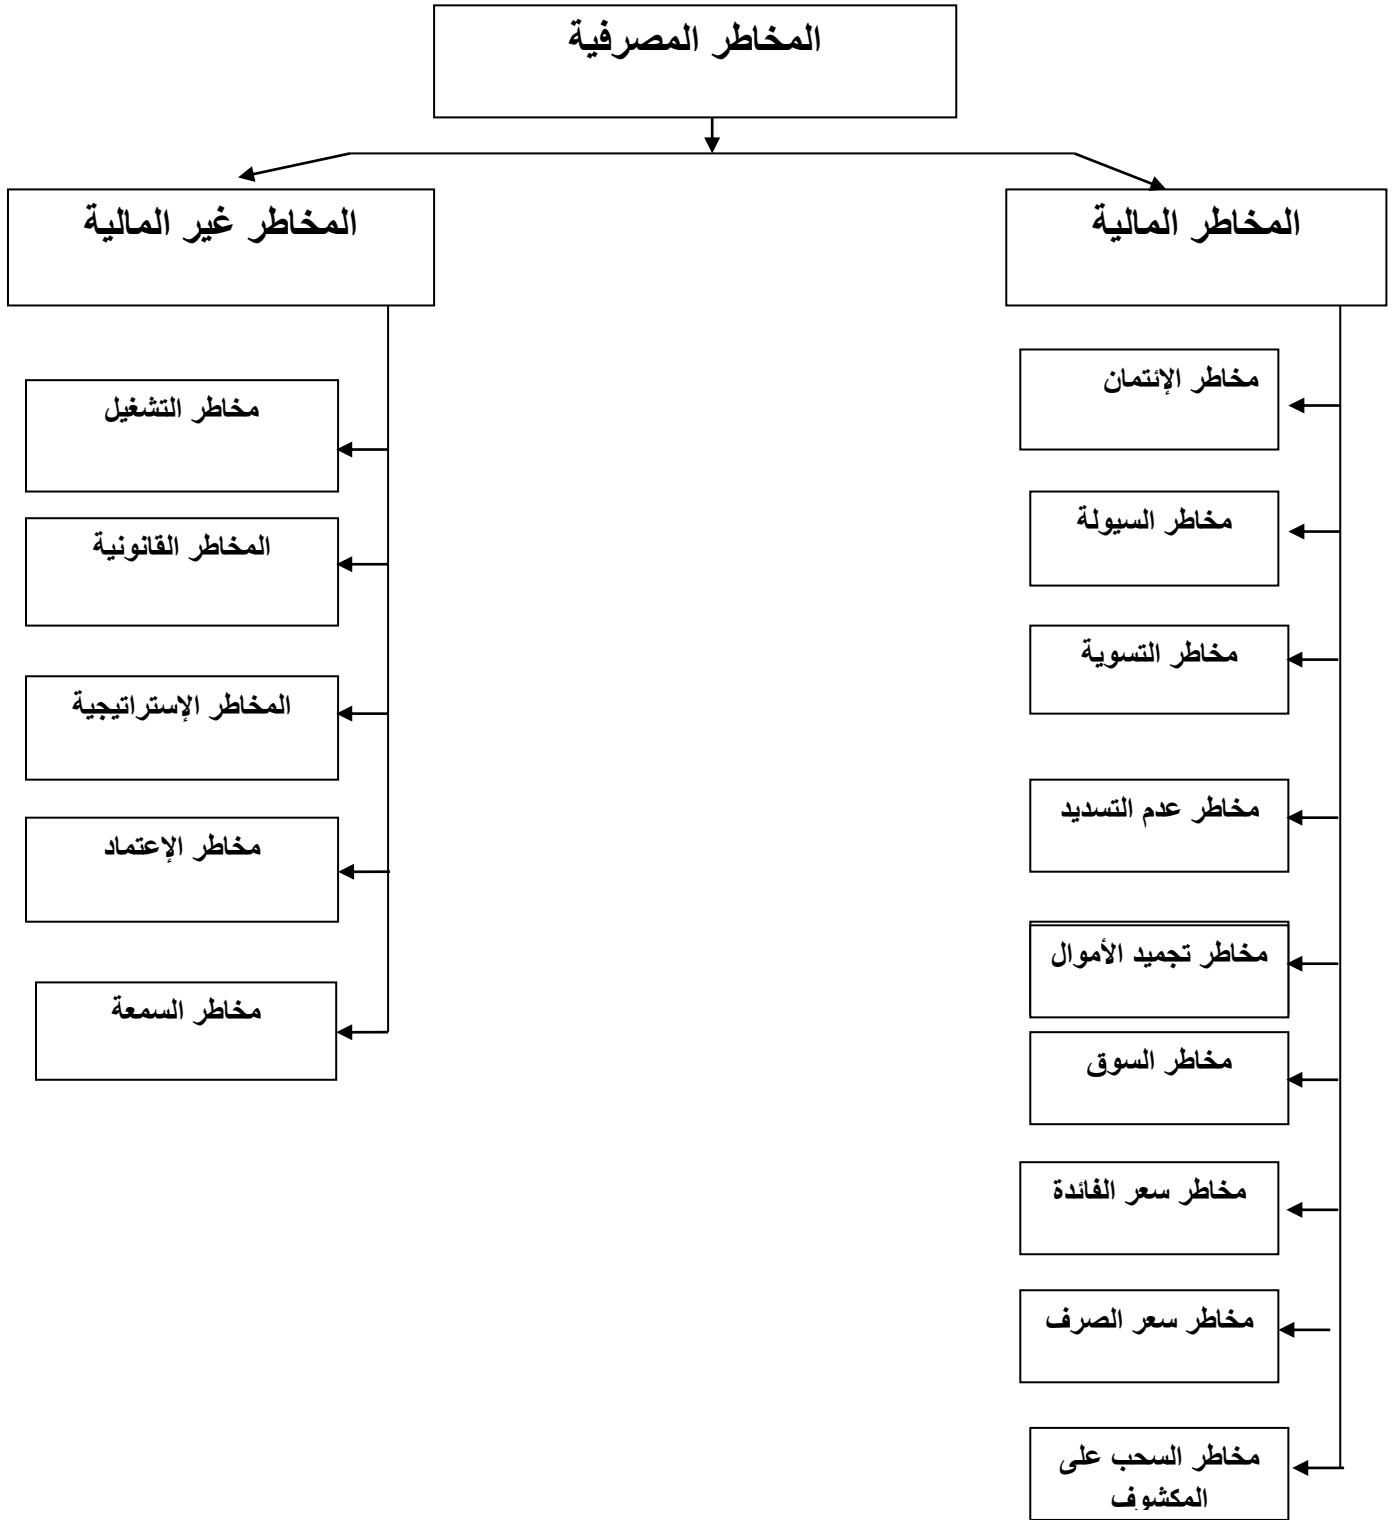 المخاطر المصرفية
المخاطر المالية
المخاطر غير المالية
مخاطر الإئتمان
مخاطر السيولة
مخاطر التسوية
مخاطر عدم التسديد
مخاطر تجميد الأموال
مخاطر السوق
مخاطر سعر الفائدة
مخاطر سعر الصرف
مخاطر السحب على
المكشوف
مخاطر التشغيل
المخاطر القانونية
المخاطر الإستراتيجية
مخاطر الإعتماد
مخاطر السمعة